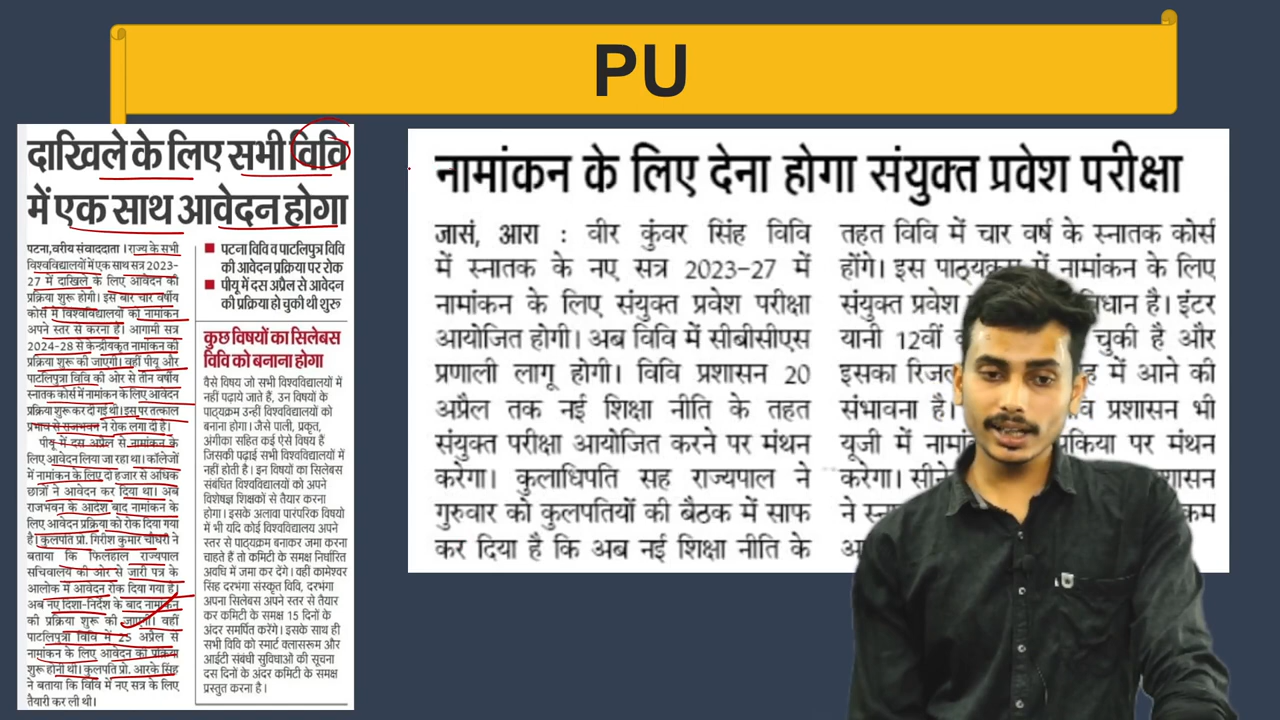 PU
दाखिले के लिए सभी विवि
में एक साथ आवेदन होगा
पटना,वरीय संवाददाता । राज्य के सभी
विश्वविद्यालयों में एक साथ सत्र 2023-
27 में दाखिले के लिए आवेदन की
प्रक्रिया शुरू होगी। इस बार चार वर्षीय
कोर्स में विश्वविद्यालयों को नामांकन
अपने स्तर से करना है। आगामी सत्र
2024-28 से केन्द्रीयकृत नामांकन की
प्रक्रिया शुरू की जाएगी। वहीं पीयू और
पाटलिपुत्रा विवि की ओर से तीन वर्षीय
स्नातक कोर्स में नामांकन के लिए आवेदन
प्रक्रिया शुरू कर दी गई थी। इस पर तत्काल
प्रभाव से राजभवन ने रोक लगा दी है।
पीयू में दस अप्रैल से नामांकन के
लिए आवेदन लिया जा रहा था। कॉलेजों
में नामांकन के लिए दो हजार से अधिक
छात्रों ने आवेदन कर दिया था। अब
राजभवन के आदेश बाद नामांकन के
लिए आवेदन प्रक्रिया को रोक दिया गया
है। कुलपति प्रो. गिरीश कुमार चौधरी ने
बताया कि फिलहाल राज्यपाल
सचिवालय की ओर से जारी पत्र के
आलोक में आवेदन रोक दिया गया है।
अब नए दिशा-निर्देश के बाद नामांकन
की प्रक्रिया शुरू की जाएगी। वहीं
पाटलिपुत्रा विवि में 25 अप्रैल से
नामांकन के लिए आवेदन की प्रक्रिया
शुरू होनी थी। कुलपति प्रो. आरके सिंह
ने बताया कि विवि में नए सत्र के लिए
तैयारी कर ली थी।
पटना विवि व पाटलिपुत्र विवि
की आवेदन प्रक्रिया पर रोक
पीयू में दस अप्रैल से आवेदन
की प्रक्रिया हो चुकी थी शुरू
कुछ विषयों का सिलेबस
विवि को बनाना होगा
वैसे विषय जो सभी विश्वविद्यालयों में
नहीं पढ़ाये जाते हैं, उन विषयों के
पाठ्यक्रम उन्हीं विश्वविद्यालयों को
बनाना होगा। जैसे पाली, प्रकृत,
अंगीका सहित कई ऐसे विषय हैं
जिसकी पढ़ाई सभी विश्वविद्यालयों में
नहीं होती है। इन विषयों का सिलेबस
संबंधित विश्वविद्यालयों को अपने
विशेषज्ञ शिक्षकों से तैयार करना
होगा। इसके अलावा पारंपरिक विषयो
में भी यदि कोई विश्वविद्यालय अपने
स्तर से पाठ्यक्रम बनाकर जमा करना
चाहते हैं तो कमिटी के समक्ष निर्धारित
अवधि में जमा कर देंगे। वहीं कामेश्वर
सिंह दरभंगा संस्कृत विवि, दरभंगा
अपना सिलेबस अपने स्तर से तैयार
कर कमिटी के समक्ष 15 दिनों के
अंदर समर्पित करेंगे। इसके साथ ही
सभी विवि को स्मार्ट क्लासरूम और
आईटी संबंधी सुविधाओं की सूचना
दस दिनों के अंदर कमिटी के समक्ष
प्रस्तुत करना है।
नामांकन के लिए देना होगा संयुक्त प्रवेश परीक्षा
जासं, आरा : वीर कुंवर सिंह विवि
में स्नातक के नए सत्र 2023-27 में
नामांकन के लिए संयुक्त प्रवेश परीक्षा
आयोजित होगी। अब विवि में सीबीसीएस
प्रणाली लागू होगी। विवि प्रशासन 20
अप्रैल तक नई शिक्षा नीति के तहत
संयुक्त परीक्षा आयोजित करने पर मंथन
करेगा। कुलाधिपति सह राज्यपाल ने
गुरुवार को कुलपतियों की बैठक में साफ
कर दिया है कि अब नई शिक्षा नीति के
तहत विवि में चार वर्ष के स्नातक कोर्स
होंगे। इस पाठ्यक्रम में नामांकन के लिए
संयुक्त प्रवेश है। इंटर
यानी 12वीं चुकी है और
इसका में आने की
संभावना है। प्रशासन भी
यूजी में पर मंथन
करेगा।
ने